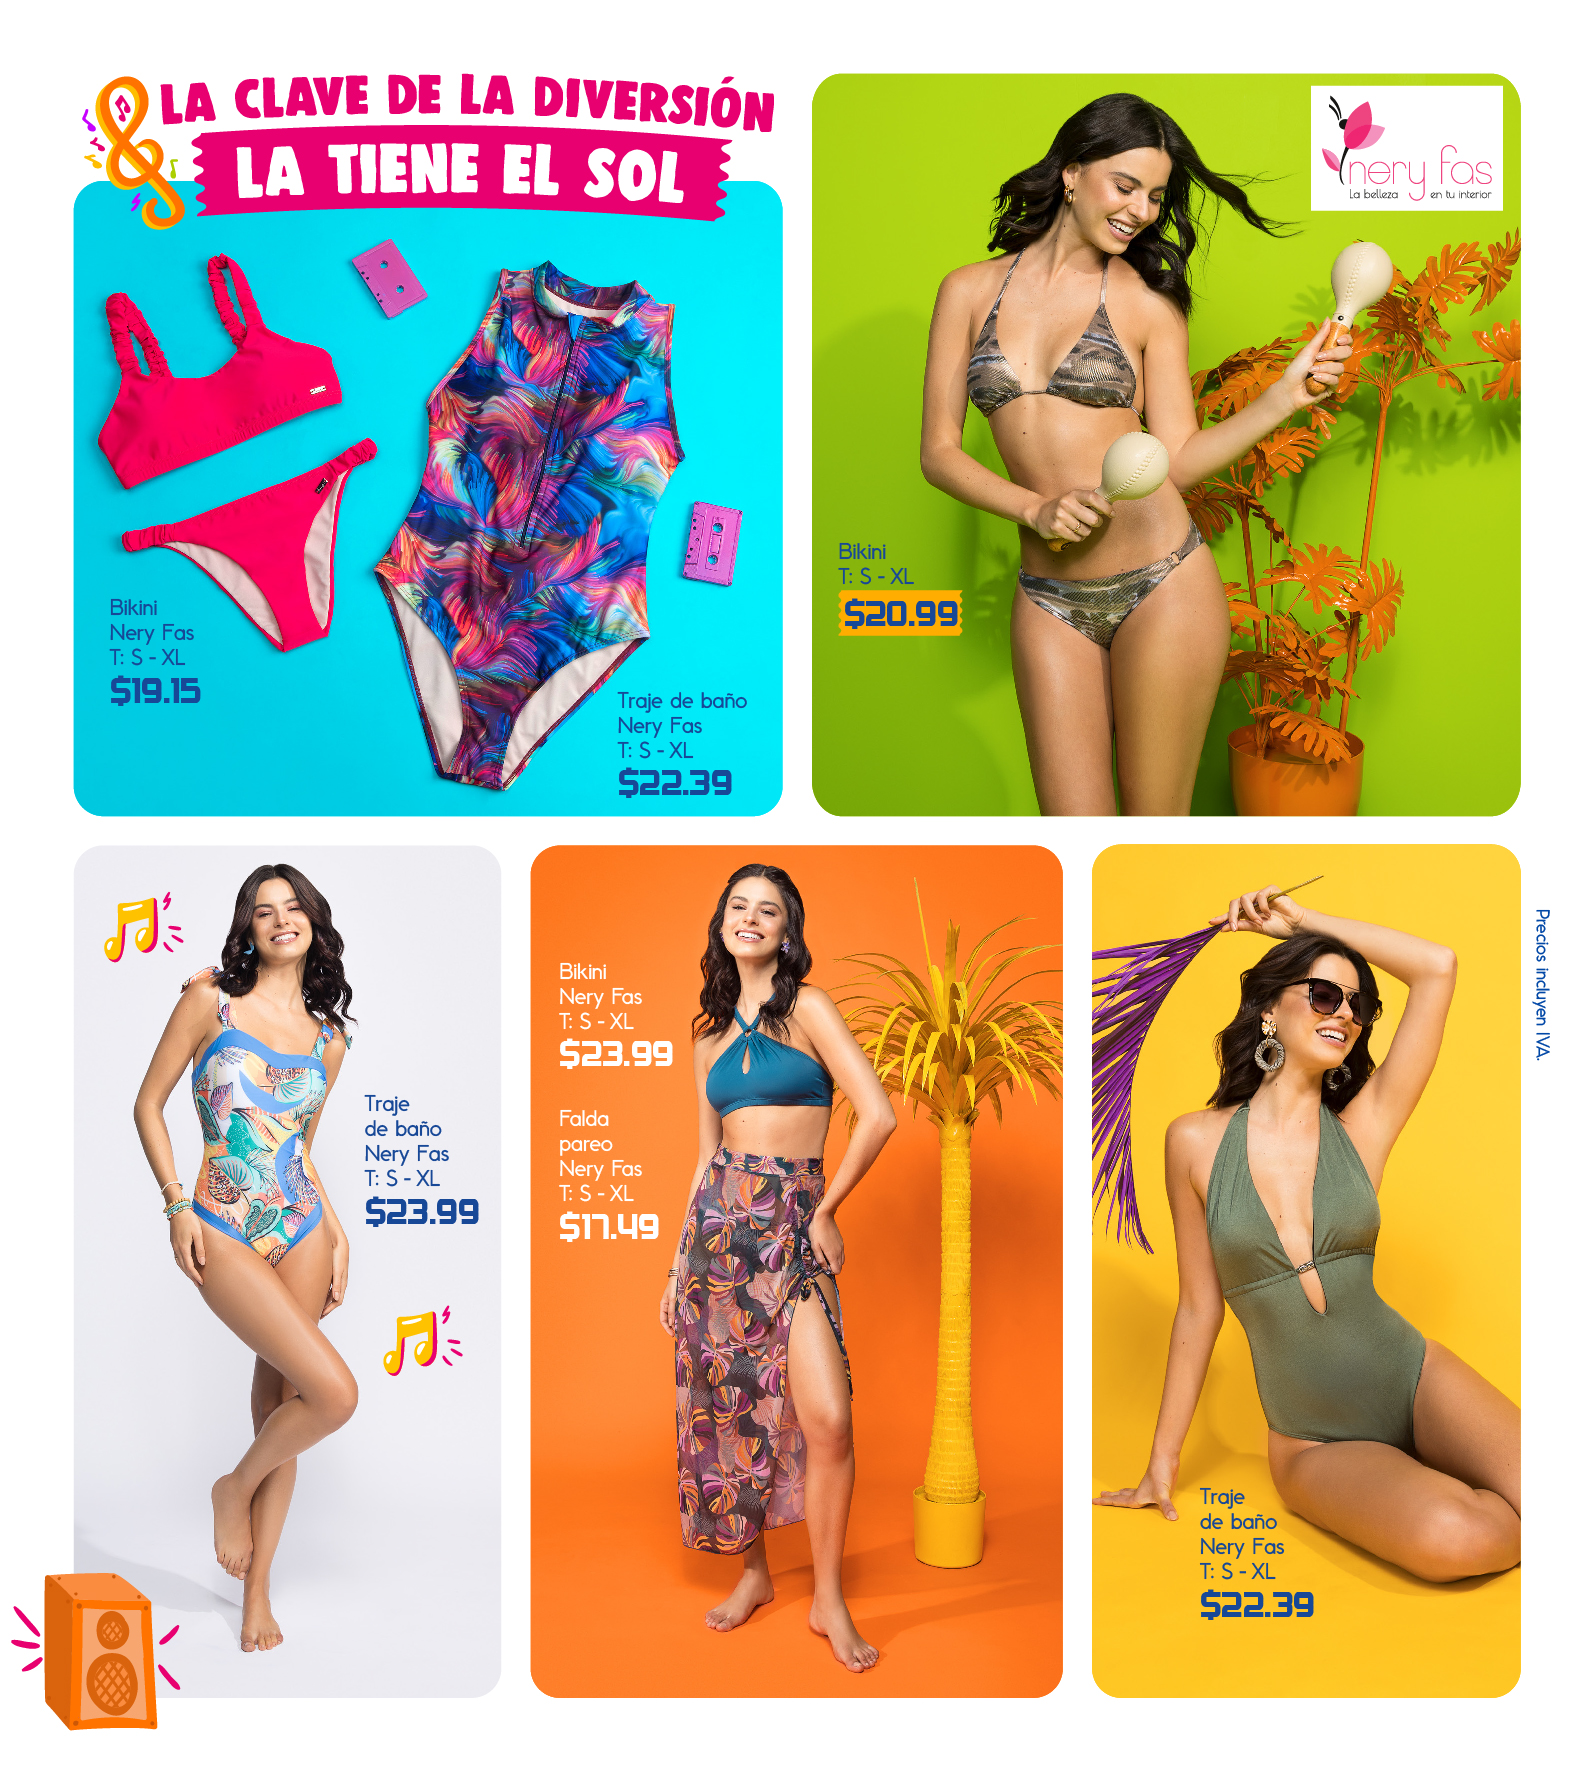 LA CLAVE DE LA DIVERSIÓN
LA TIENE EL SOL
nery fas
La belleza en tu interior
Bikini
Nery Fas
T: S - XL
$19.15
Traje de baño
Nery Fas
T: S - XL
$22.39
Bikini
T: S - XL
$20.99
Traje
de baño
Nery Fas
T: S - XL
$23.99
Bikini
Nery Fas
T: S - XL
$23.99
Falda
pareo
Nery Fas
T: S - XL
$17.49
Traje
de baño
Nery Fas
T: S - XL
$22.39
Precios incluyen IVA.